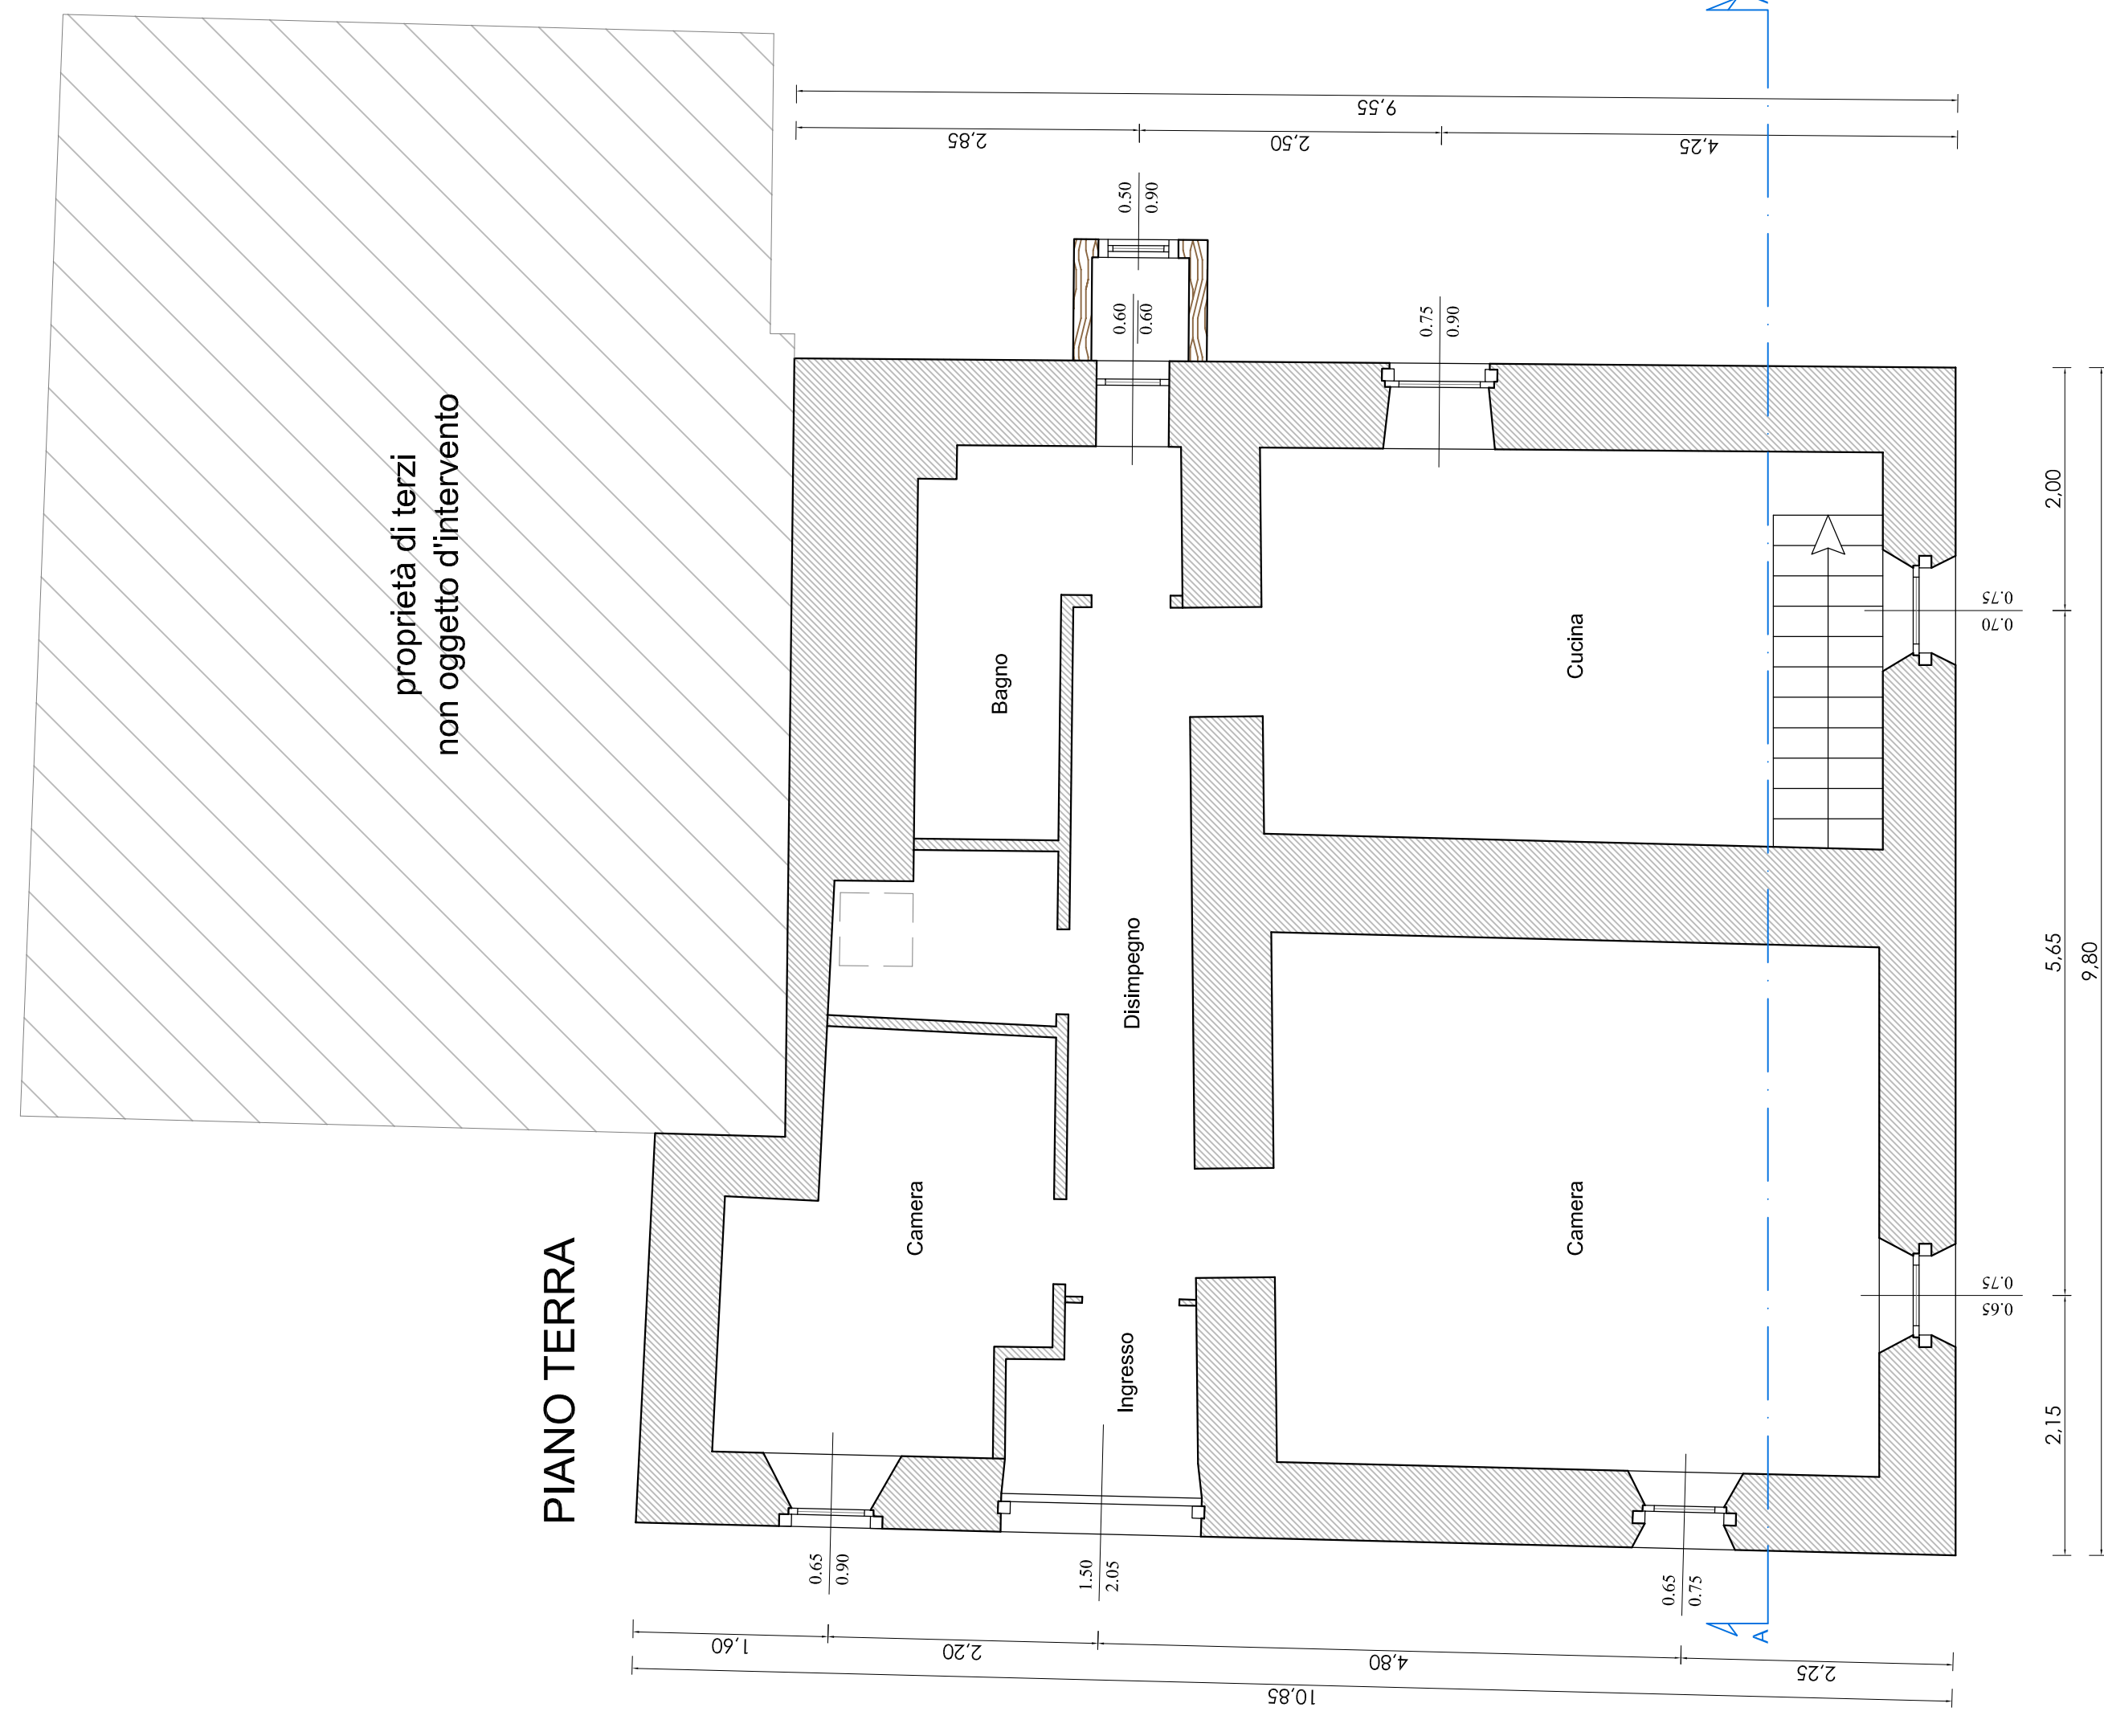 PIANO TERRA
proprietà di terzi
non oggetto d'intervento
9,55
2,85
2,50
4,25
0.50
0.90
0.60
0.60
0.75
0.90
Bagno
Cucina
Disimpegno
Camera
Camera
Ingresso
0.75
0.70
0.75
0.65
2,00
5,65
2,15
9,80
0.65
0.90
1.50
2.05
0.65
0.75
1,60
2,20
4,80
2,25
10,85
A